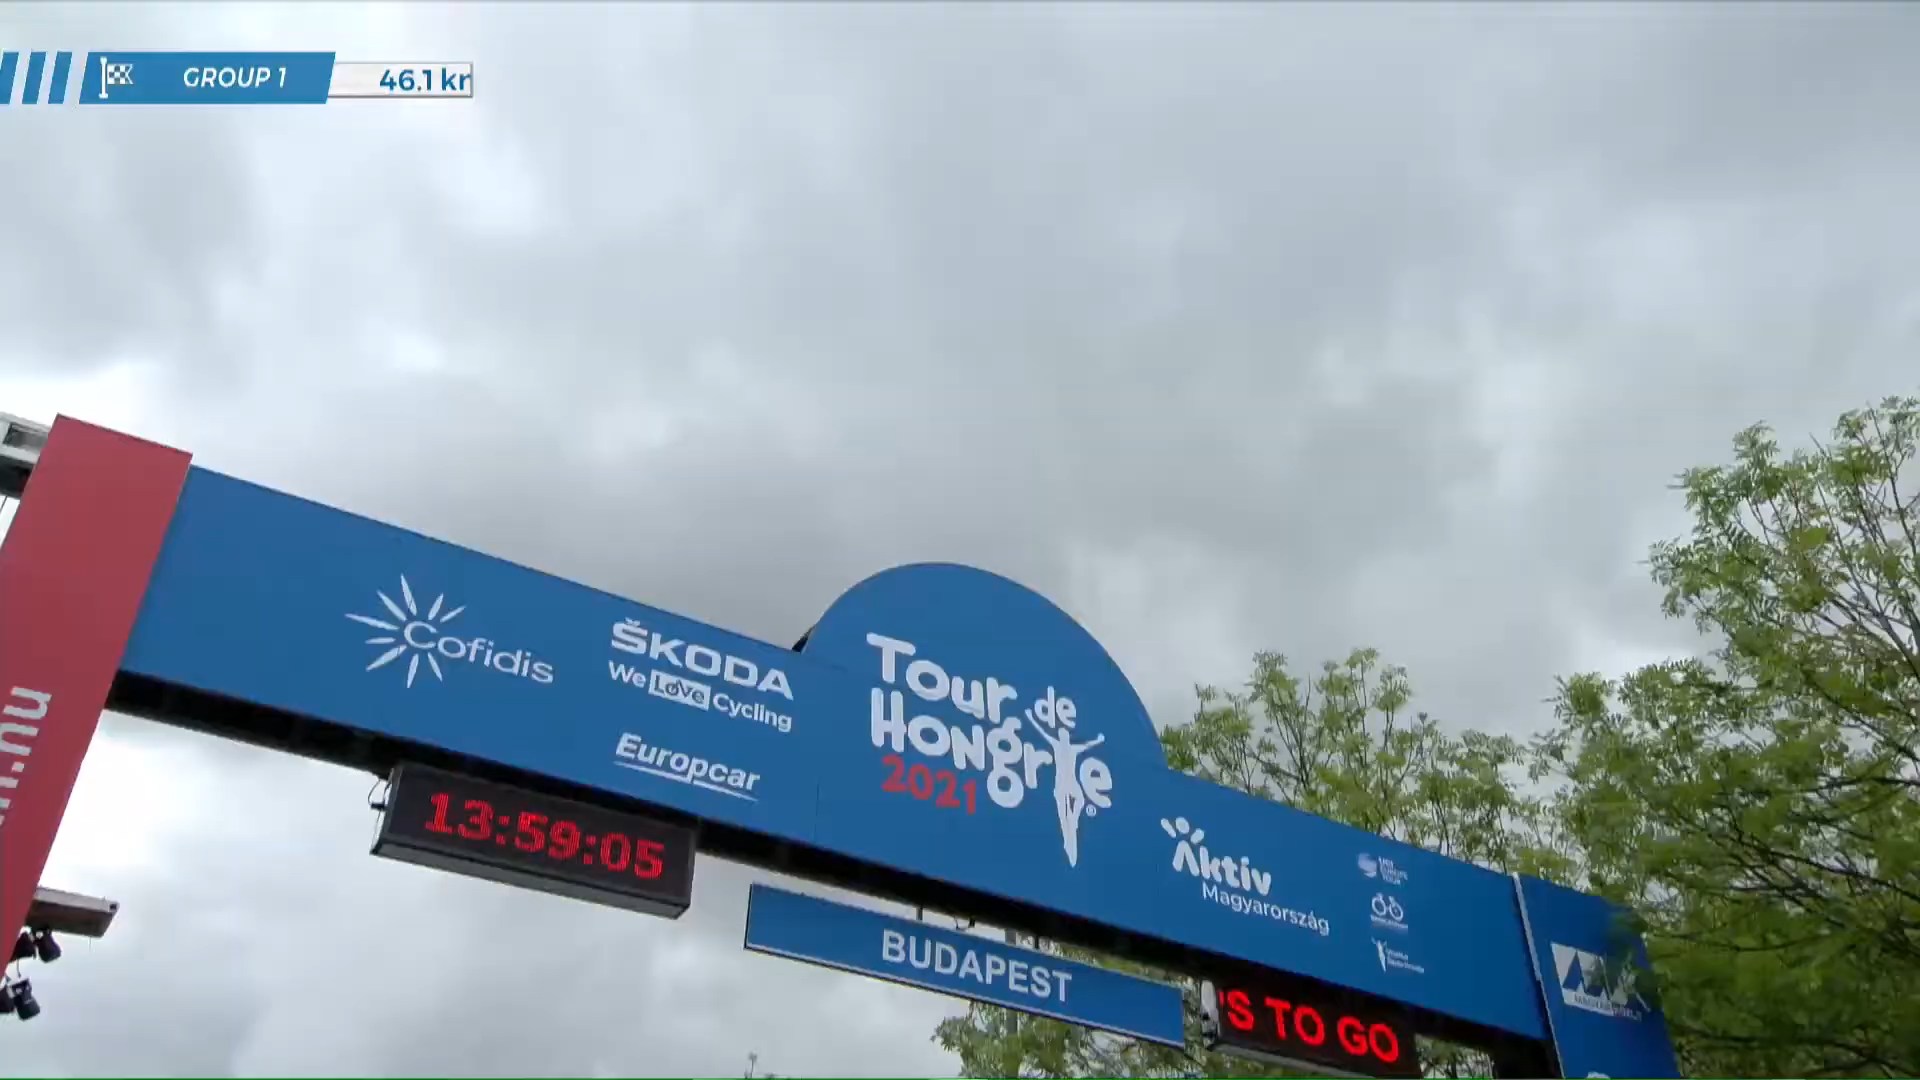 GROUP 1
46.1 kr
Cofidis
ŠKODA
We Love Cycling
Europcar
Tour de
Hongrie
2021
Aktiv
Magyarország
13:59:05
BUDAPEST
S TO GO